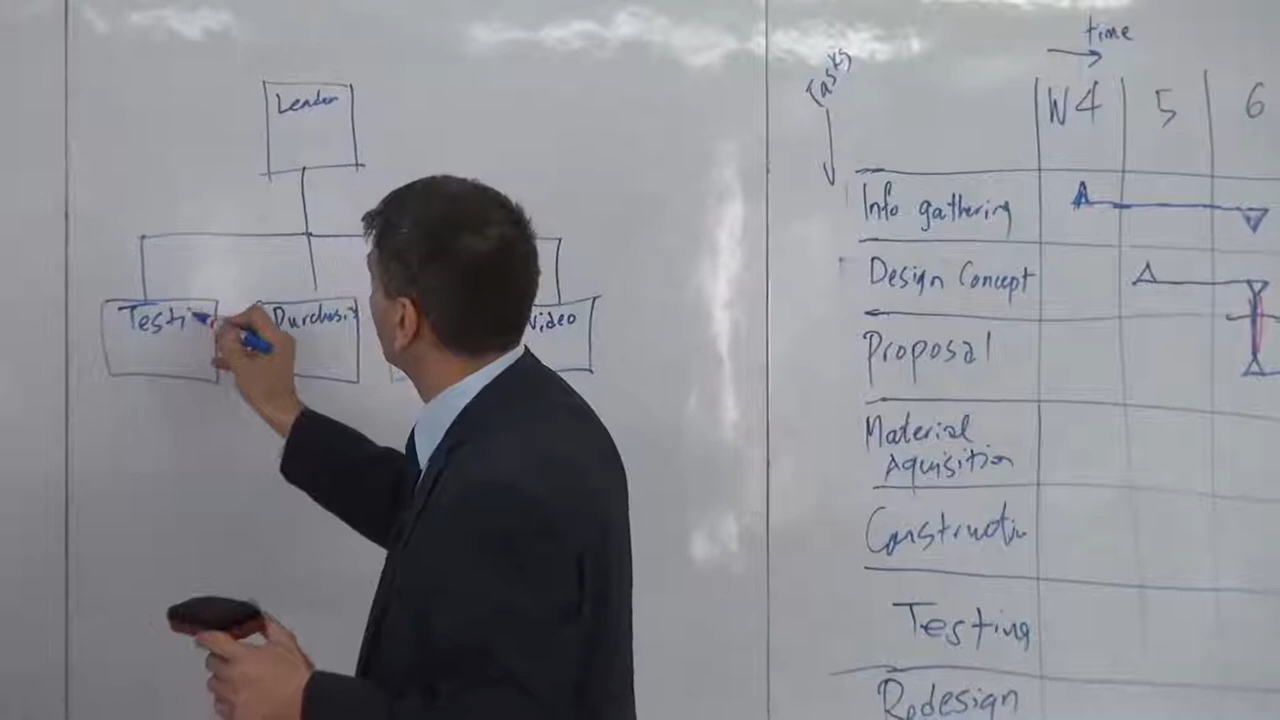 Leader
Testi
Purchasi
Video
time
Tasks
W4 5 6
Info gathering
Design Concept
Proposal
Material
Aquisition
Constructi
Testing
Redesign